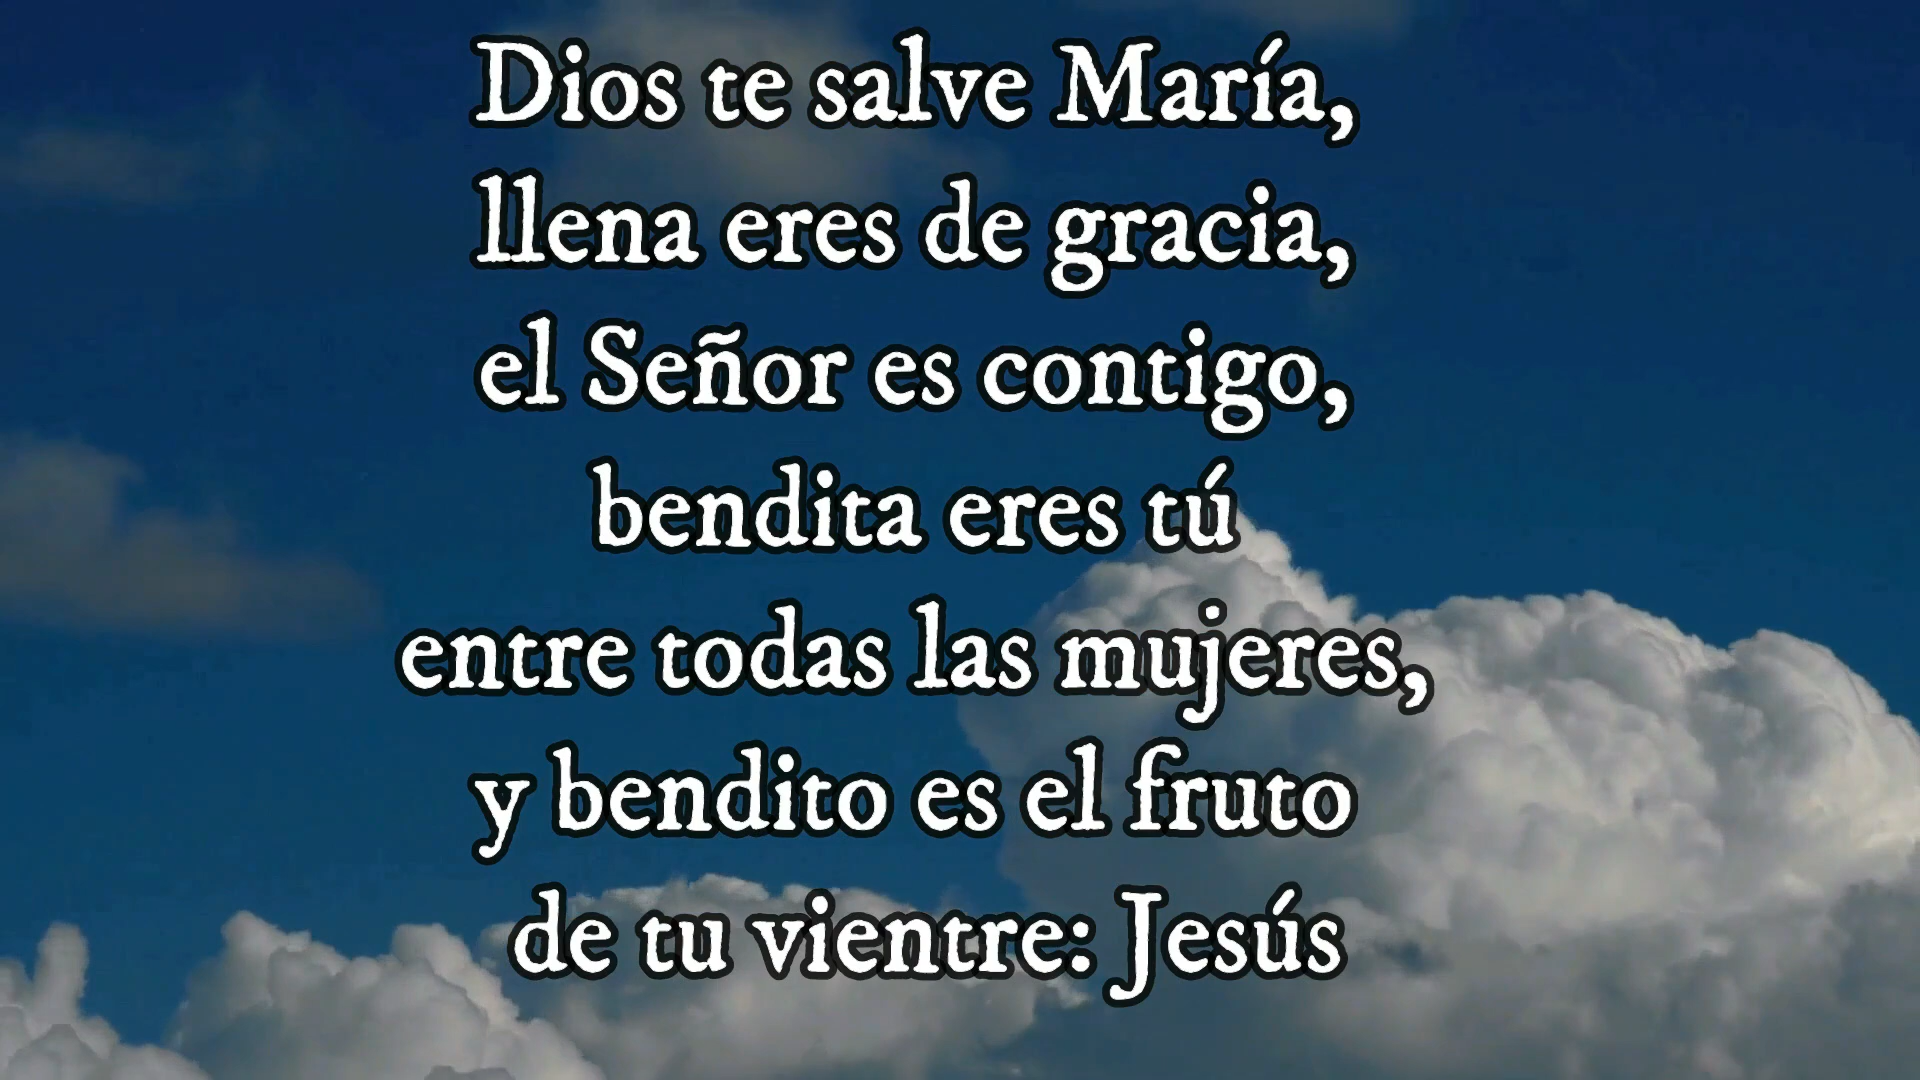 Dios te salve María,
llena eres de gracia,
el Señor es contigo,
bendita eres tú
entre todas las mujeres,
y bendito es el fruto
de tu vientre: Jesús